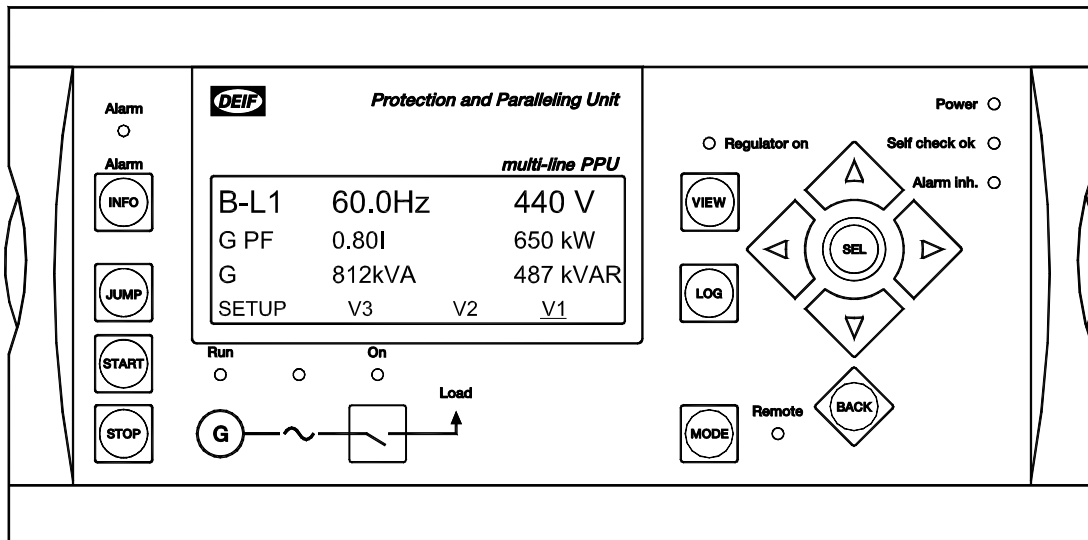 DEIF
Protection and Paralleling Unit
multi-line PPU
Alarm
Alarm
INFO
JUMP
START
STOP
B-L1 60.0Hz 440 V
G PF 0.80I 650 kW
G 812kVA 487 kVAR
SETUP V3 V2 V1
Run
On
Load
G
Power
Regulator on
Self check ok
Alarm inh.
VIEW
SEL
LOG
BACK
MODE
Remote